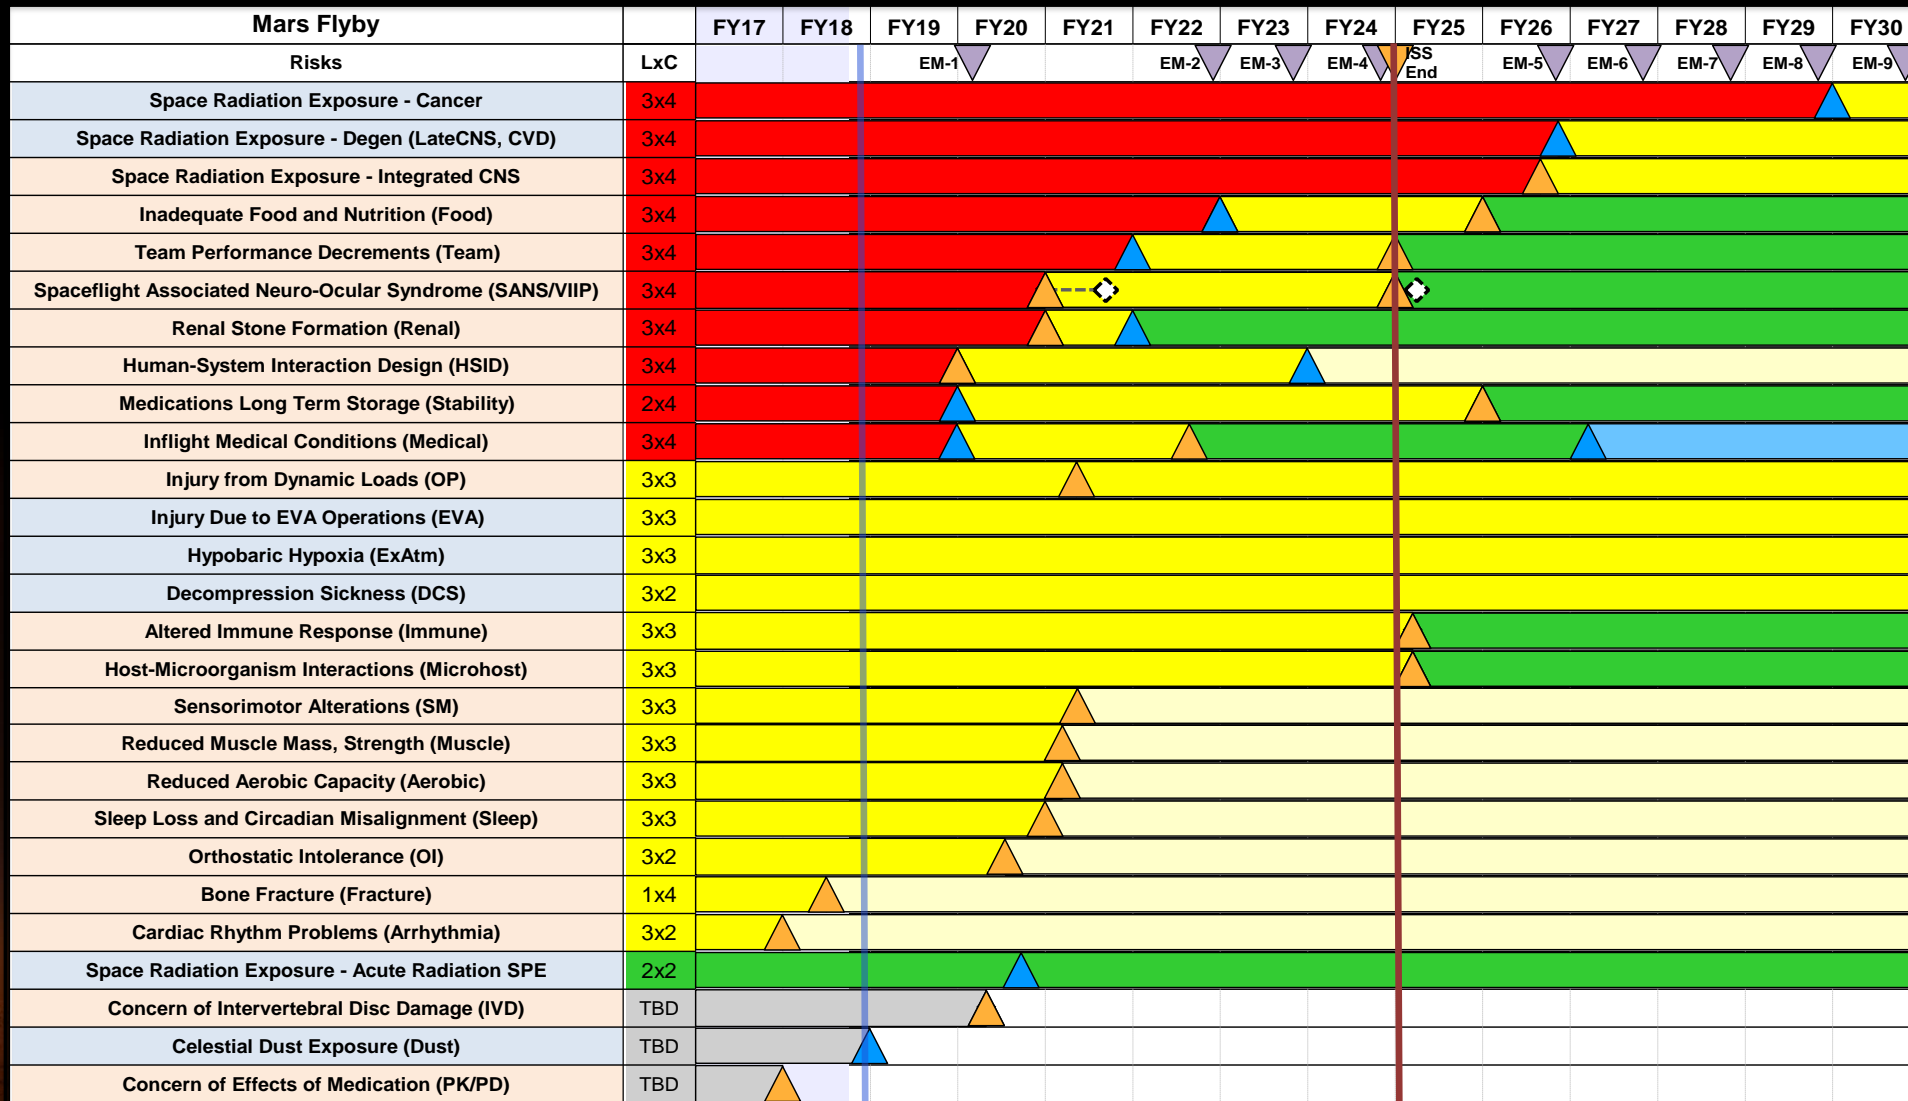 Mars Flyby FY17 FY18 FY19 FY20 FY21 FY22 FY23 FY24 FY25 FY26 FY27 FY28 FY29 FY30
Risks LxC EM-1 EM-2 EM-3 EM-4 ISS End EM-5 EM-6 EM-7 EM-8 EM-9
Space Radiation Exposure - Cancer 3x4
Space Radiation Exposure - Degen (LateCNS, CVD) 3x4
Space Radiation Exposure - Integrated CNS 3x4
Inadequate Food and Nutrition (Food) 3x4
Team Performance Decrements (Team) 3x4
Spaceflight Associated Neuro-Ocular Syndrome (SANS/VIIP) 3x4
Renal Stone Formation (Renal) 3x4
Human-System Interaction Design (HSID) 3x4
Medications Long Term Storage (Stability) 2x4
Inflight Medical Conditions (Medical) 3x4
Injury from Dynamic Loads (OP) 3x3
Injury Due to EVA Operations (EVA) 3x3
Hypobaric Hypoxia (ExAtm) 3x3
Decompression Sickness (DCS) 3x2
Altered Immune Response (Immune) 3x3
Host-Microorganism Interactions (Microhost) 3x3
Sensorimotor Alterations (SM) 3x3
Reduced Muscle Mass, Strength (Muscle) 3x3
Reduced Aerobic Capacity (Aerobic) 3x3
Sleep Loss and Circadian Misalignment (Sleep) 3x3
Orthostatic Intolerance (OI) 3x2
Bone Fracture (Fracture) 1x4
Cardiac Rhythm Problems (Arrhythmia) 3x2
Space Radiation Exposure - Acute Radiation SPE 2x2
Concern of Intervertebral Disc Damage (IVD) TBD
Celestial Dust Exposure (Dust) TBD
Concern of Effects of Medication (PK/PD) TBD